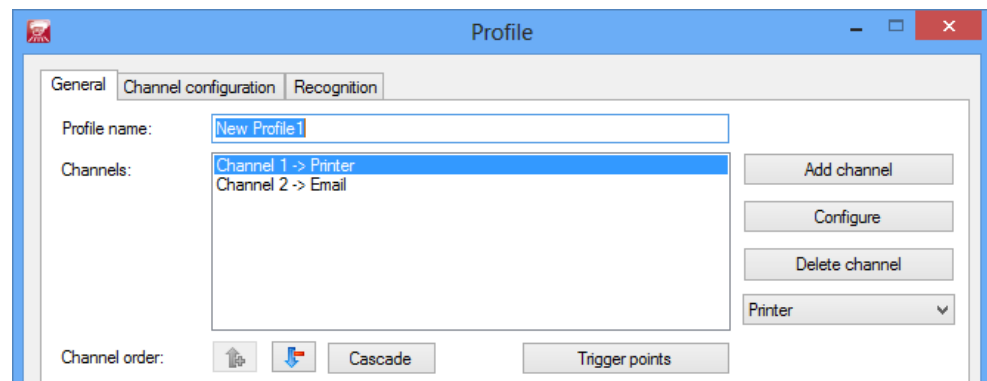 Profile
General Channel configuration Recognition
Profile name: New Profile1
Channels: Channel 1 -> Printer Add channel
Channel 2 -> Email
Configure
Delete channel
Printer
Channel order: Cascade Trigger points